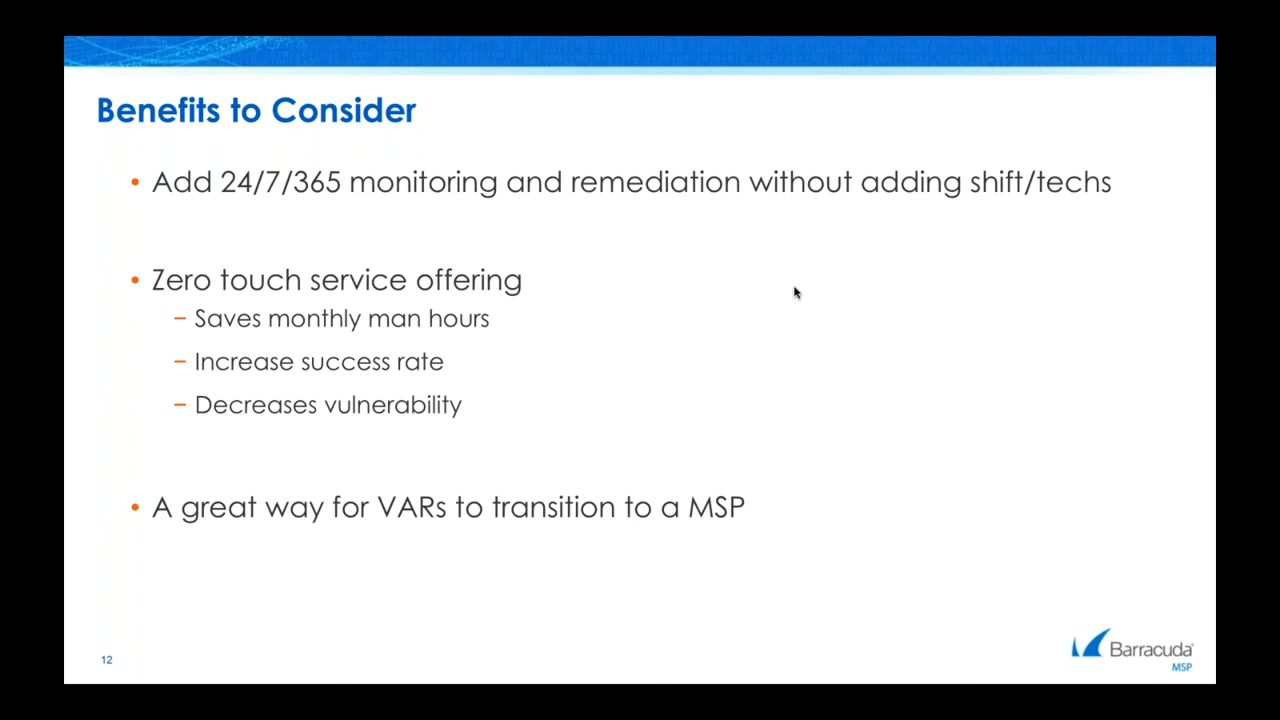 Benefits to Consider
• Add 24/7/365 monitoring and remediation without adding shift/techs
• Zero touch service offering
– Saves monthly man hours
– Increase success rate
– Decreases vulnerability
• A great way for VARs to transition to a MSP
12
Barracuda
MSP